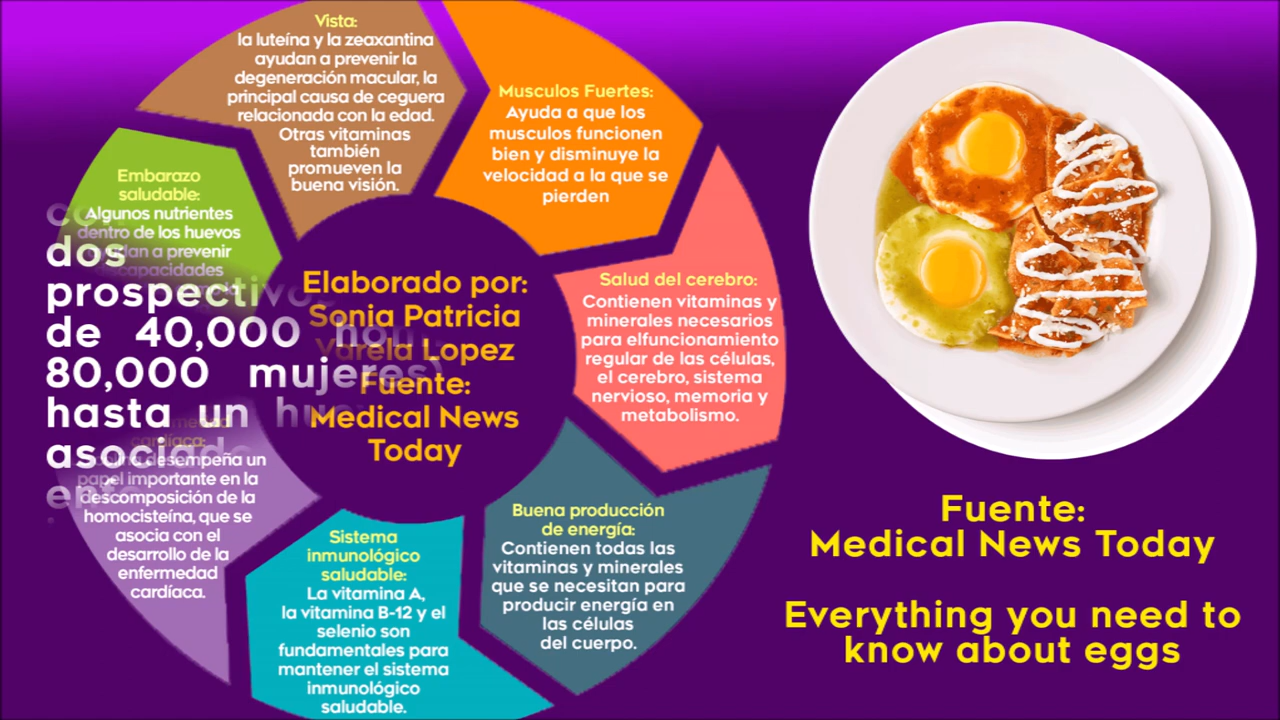 Vista:
la luteína y la zeaxantina
ayudan a prevenir la
degeneración macular, la
principal causa de ceguera
relacionada con la edad.
Otras vitaminas
también
promueven la
buena visión.
Musculos Fuertes:
Ayuda a que los
musculos funcionen
bien y disminuye la
velocidad a la que se
pierden
Salud del cerebro:
Contienen vitaminas y
minerales necesarios
para elfuncionamiento
regular de las células,
el cerebro, sistema
nervioso, memoria y
metabolismo.
Buena producción
de energía:
Contienen todas las
vitaminas y minerales
que se necesitan para
producir energía en
las células
del cuerpo.
Sistema
inmunológico
saludable:
La vitamina A,
la vitamina B-12 y el
selenio son
fundamentales para
mantener el sistema
inmunológico
saludable.
cardíaca:
desempeña un
papel importante en la
descomposición de la
homocisteína, que se
asocia con el
desarrollo de la
enfermedad
cardíaca.
Embarazo
saludable:
Algunos nutrientes
dentro de los huevos
a prevenir
discapacidades
dos
prospectivos
de 40,000
80,000 mujeres)
hasta un
Elaborado por:
Sonia Patricia
Varela Lopez
Fuente:
Medical News
Today
Fuente:
Medical News Today
Everything you need to
know about eggs